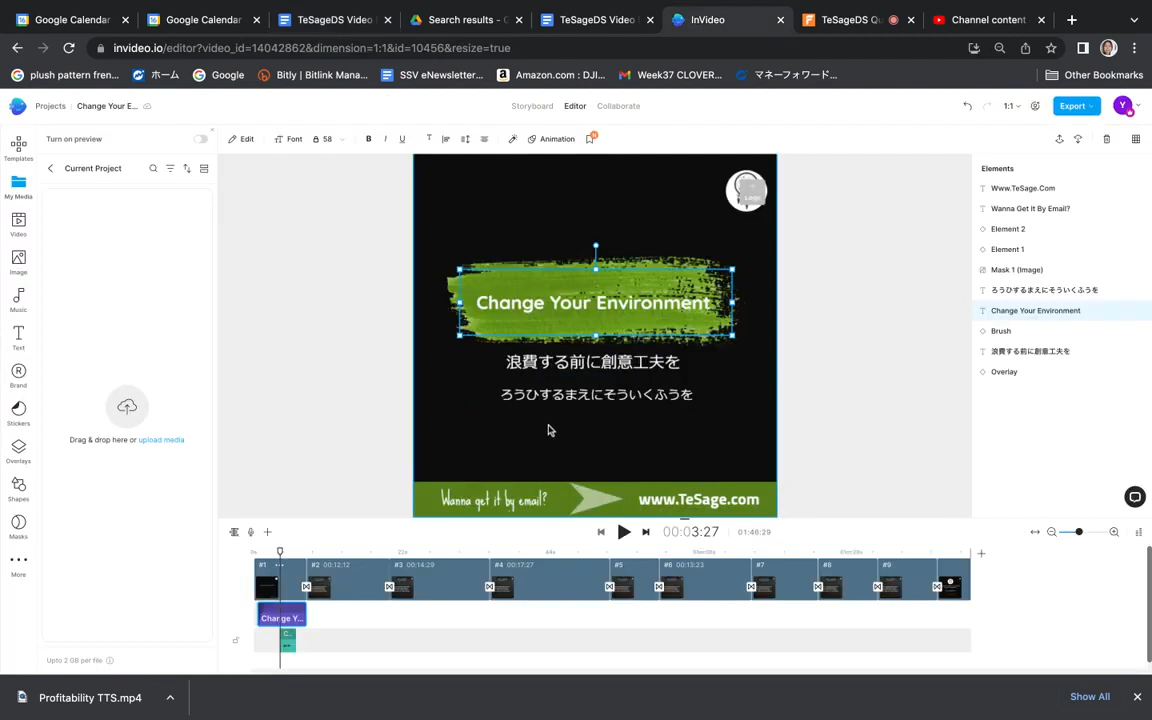 Google Calendar
Google Calendar
TeSageDS Video
Search results - G
TeSageDS Video
InVideo
TeSageDS Qu
Channel content
invideo.io/editor?video_id=14042862&dimension=1:1&id=10456&resize=true
plush pattern fren...
ホーム
Google
Bitly | Bitlink Mana...
SSV eNewsletter...
Amazon.com : DJI...
Week37 CLOVER...
マネーフォワード...
Other Bookmarks
Projects
Change Your E...
Storyboard
Editor
Collaborate
1:1
Export
Y
Turn on preview
Edit
Font
58
B
I
U
Animation
N
Templates
My Media
Video
Image
Music
Text
Brand
Stickers
Overlays
Shapes
Masks
More
Current Project
Drag & drop here or upload media
Upto 2 GB per file
Logo
Change Your Environment
浪費する前に創意工夫を
ろうひするまえにそういくふうを
Wanna get it by email?
www.TeSage.com
Elements
Www.TeSage.Com
Wanna Get It By Email?
Element 2
Element 1
Mask 1 (Image)
ろうひするまえにそういくふうを
Change Your Environment
Brush
浪費する前に創意工夫を
Overlay
00:03:27
01:46:29
0s
22s
44s
#1
#2 00:12:12
#3 00:14:29
#4 00:17:27
#5
#6 00:13:23
#7
#8
#9
Change Y...
C...
Profitability TTS.mp4
Show All